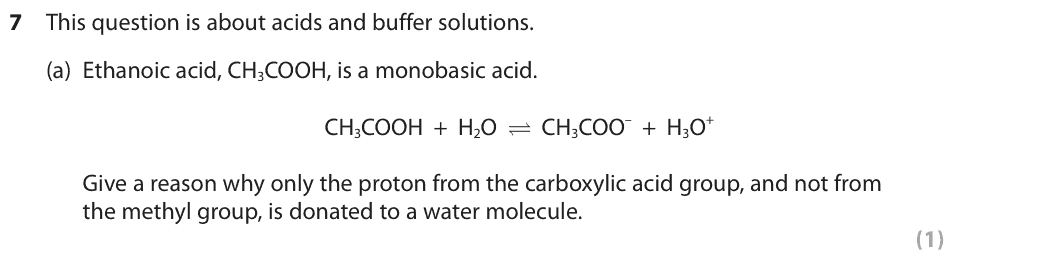 7 This question is about acids and buffer solutions.
(a) Ethanoic acid, CH₃COOH, is a monobasic acid.
CH₃COOH + H₂O ⇌ CH₃COO⁻ + H₃O⁺
Give a reason why only the proton from the carboxylic acid group, and not from
the methyl group, is donated to a water molecule.
(1)